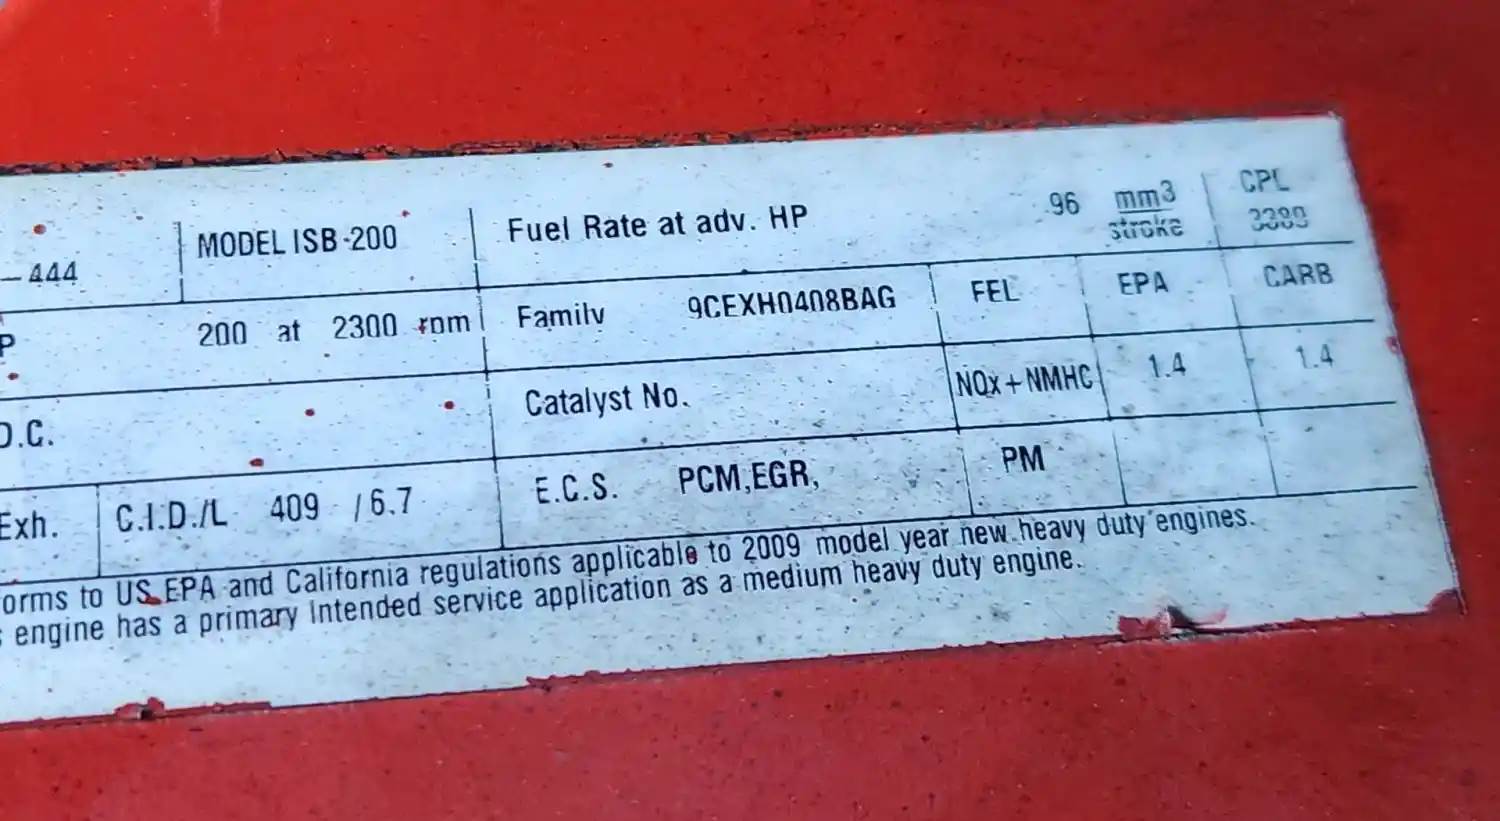 MODEL ISB-200 Fuel Rate at adv. HP 96 mm3 stroke CPL
–444
P 200 at 2300 rpm Family 9CEXH0408BAG FEL EPA CARB
D.C. Catalyst No. NOx+NMHC 1.4 1.4
Exh. C.I.D./L 409 /6.7 E.C.S. PCM,EGR, PM
orms to US EPA and California regulations applicable to 2009 model year new heavy duty engines.
engine has a primary intended service application as a medium heavy duty engine.